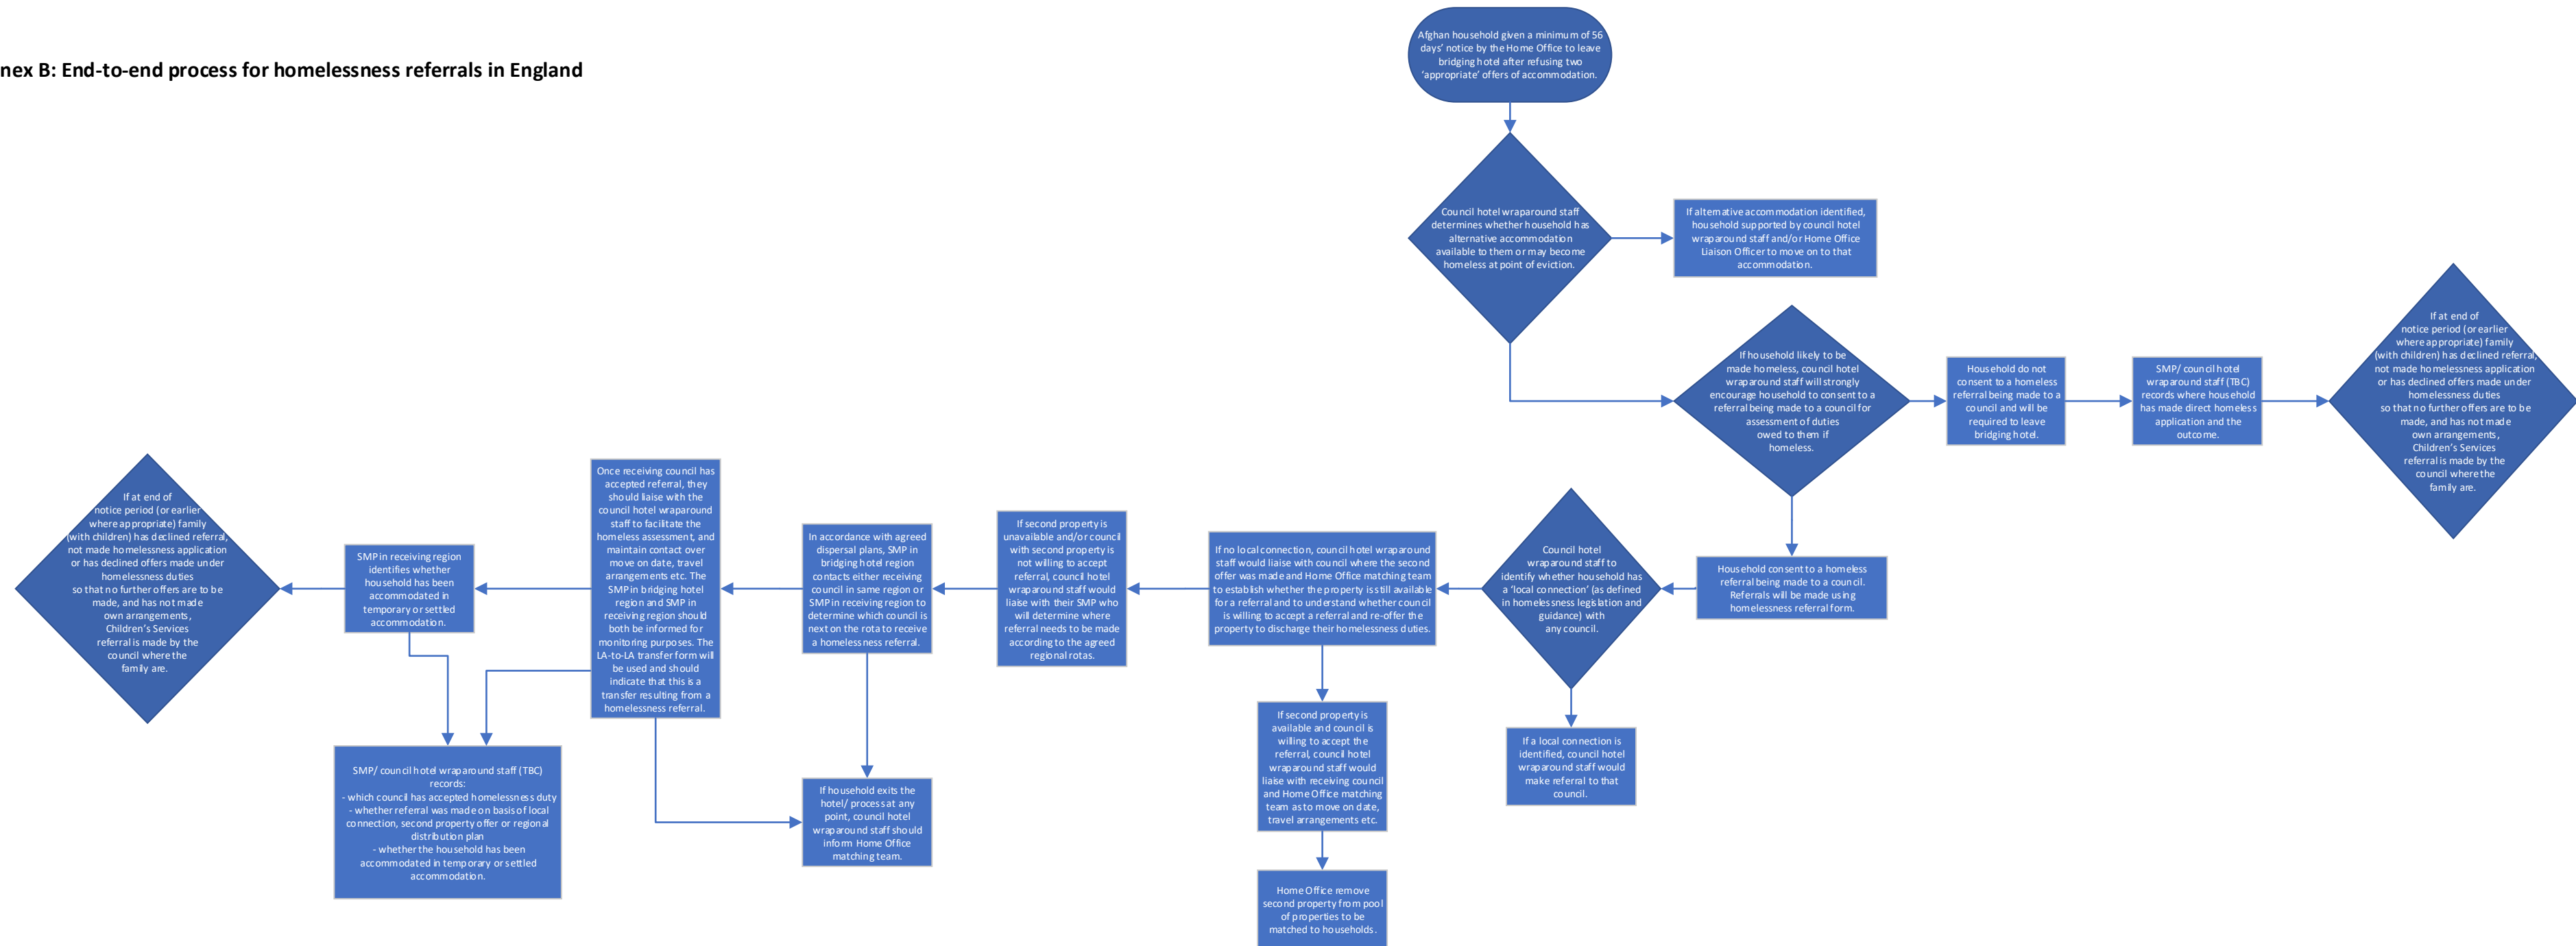 nex B: End-to-end process for homelessness referrals in England
Afghan household given a minimum of 56
days’ notice by the Home Office to leave
bridging hotel after refusing two
‘appropriate’ offers of accommodation.
Council hotel wraparound staff
determines whether household has
alternative accommodation
available to them or may become
homeless at point of eviction.
If alternative accommodation identified,
household supported by council hotel
wraparound staff and/or Home Office
Liaison Officer to move on to that
accommodation.
If household likely to be
made homeless, council hotel
wraparound staff will strongly
encourage household to consent to a
referral being made to a council for
assessment of duties
owed to them if
homeless.
Household do not
consent to a homeless
referral being made to a
council and will be
required to leave
bridging hotel.
SMP/ council hotel
wraparound staff (TBC)
records where household
has made direct homeless
application and the
outcome.
If at end of
notice period (or earlier
where appropriate) family
(with children) has declined referral,
not made homelessness application
or has declined offers made under
homelessness duties
so that no further offers are to be
made, and has not made
own arrangements,
Children’s Services
referral is made by the
council where the
family are.
Household consent to a homeless
referral being made to a council.
Referrals will be made using
homelessness referral form.
Council hotel
wraparound staff to
identify whether household has
a ‘local connection’ (as defined
in homelessness legislation and
guidance) with
any council.
If a local connection is
identified, council hotel
wraparound staff would
make referral to that
council.
If no local connection, council hotel wraparound
staff would liaise with council where the second
offer was made and Home Office matching team
to establish whether the property is still available
for a referral and to understand whether council
is willing to accept a referral and re-offer the
property to discharge their homelessness duties.
If second property is
available and council is
willing to accept the
referral, council hotel
wraparound staff would
liaise with receiving council
and Home Office matching
team as to move on date,
travel arrangements etc.
Home Office remove
second property from pool
of properties to be
matched to households.
If second property is
unavailable and/or council
with second property is
not willing to accept
referral, council hotel
wraparound staff would
liaise with their SMP who
will determine where
referral needs to be made
according to the agreed
regional rotas.
In accordance with agreed
dispersal plans, SMP in
bridging hotel region
contacts either receiving
council in same region or
SMP in receiving region to
determine which council is
next on the rota to receive
a homelessness referral.
If household exits the
hotel/ process at any
point, council hotel
wraparound staff should
inform Home Office
matching team.
Once receiving council has
accepted referral, they
should liaise with the
council hotel wraparound
staff to facilitate the
homeless assessment, and
maintain contact over
move on date, travel
arrangements etc. The
SMP in bridging hotel
region and SMP in
receiving region should
both be informed for
monitoring purposes. The
LA-to-LA transfer form will
be used and should
indicate that this is a
transfer resulting from a
homelessness referral.
SMP in receiving region
identifies whether
household has been
accommodated in
temporary or settled
accommodation.
SMP/ council hotel wraparound staff (TBC)
records:
- which council has accepted homelessness duty
- whether referral was made on basis of local
connection, second property offer or regional
distribution plan
- whether the household has been
accommodated in temporary or settled
accommodation.
If at end of
notice period (or earlier
where appropriate) family
(with children) has declined referral,
not made homelessness application
or has declined offers made under
homelessness duties
so that no further offers are to be
made, and has not made
own arrangements,
Children’s Services
referral is made by the
council where the
family are.